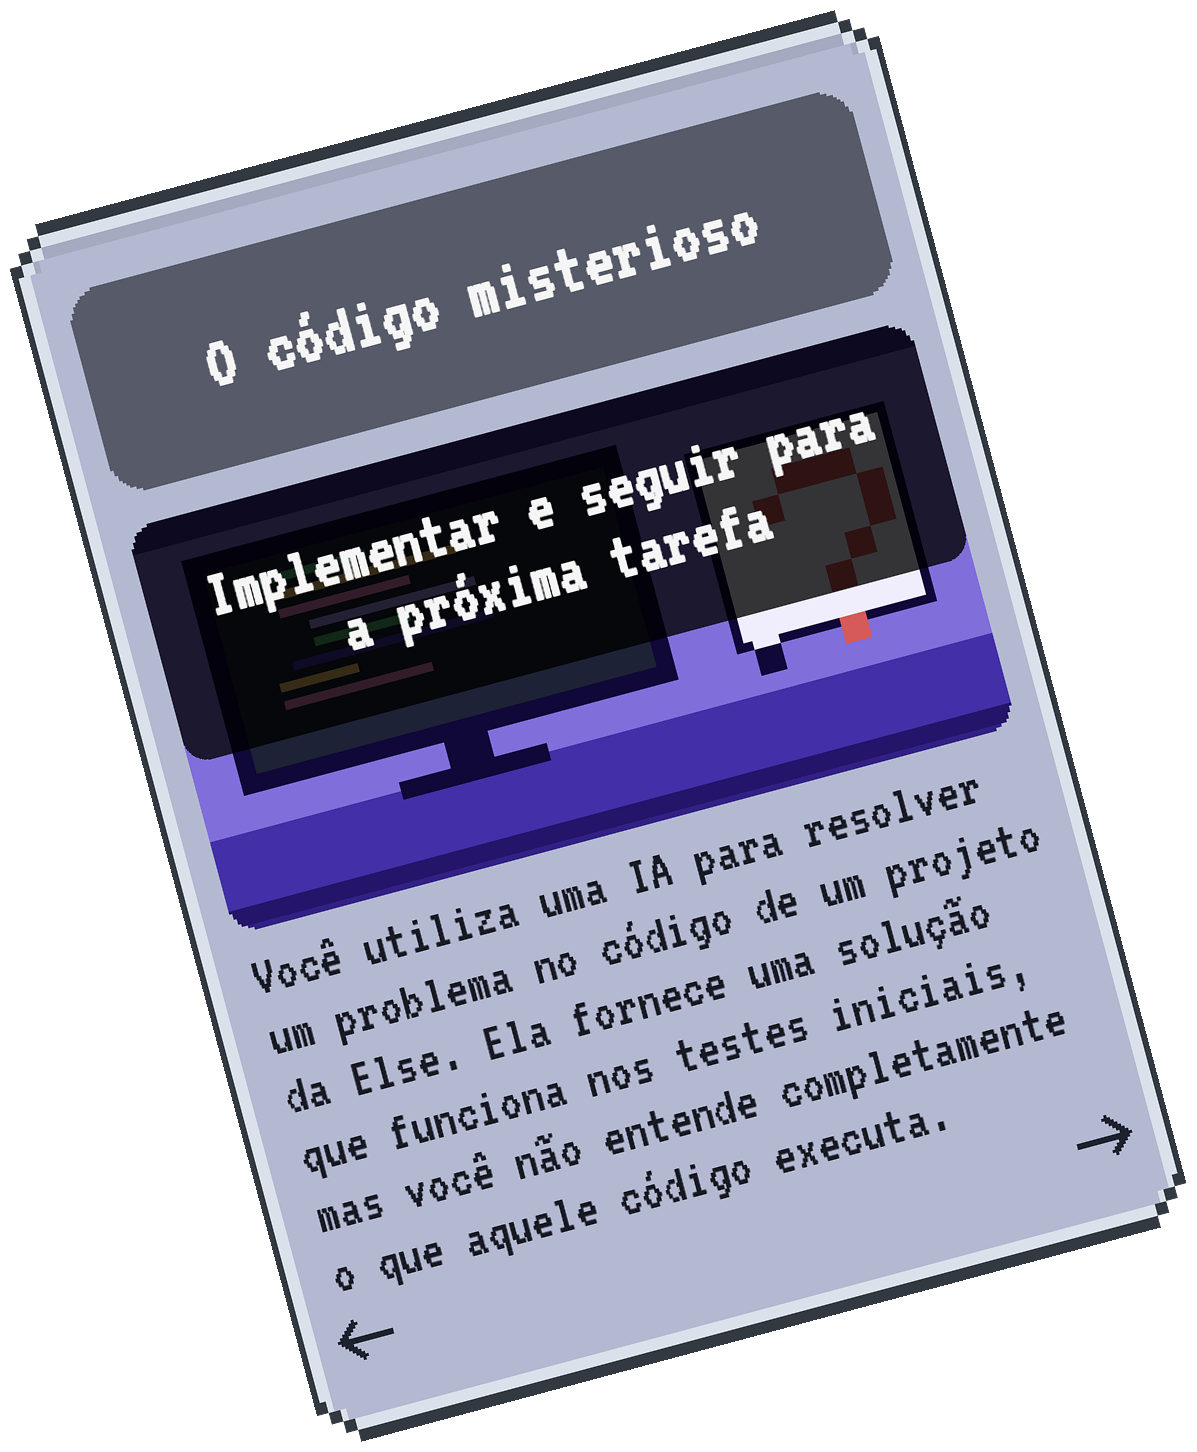 O código misterioso
Implementar e seguir para
a próxima tarefa
Você utiliza uma IA para resolver
um problema no código de um projeto
da Else. Ela fornece uma solução
que funciona nos testes iniciais,
mas você não entende completamente
o que aquele código executa.